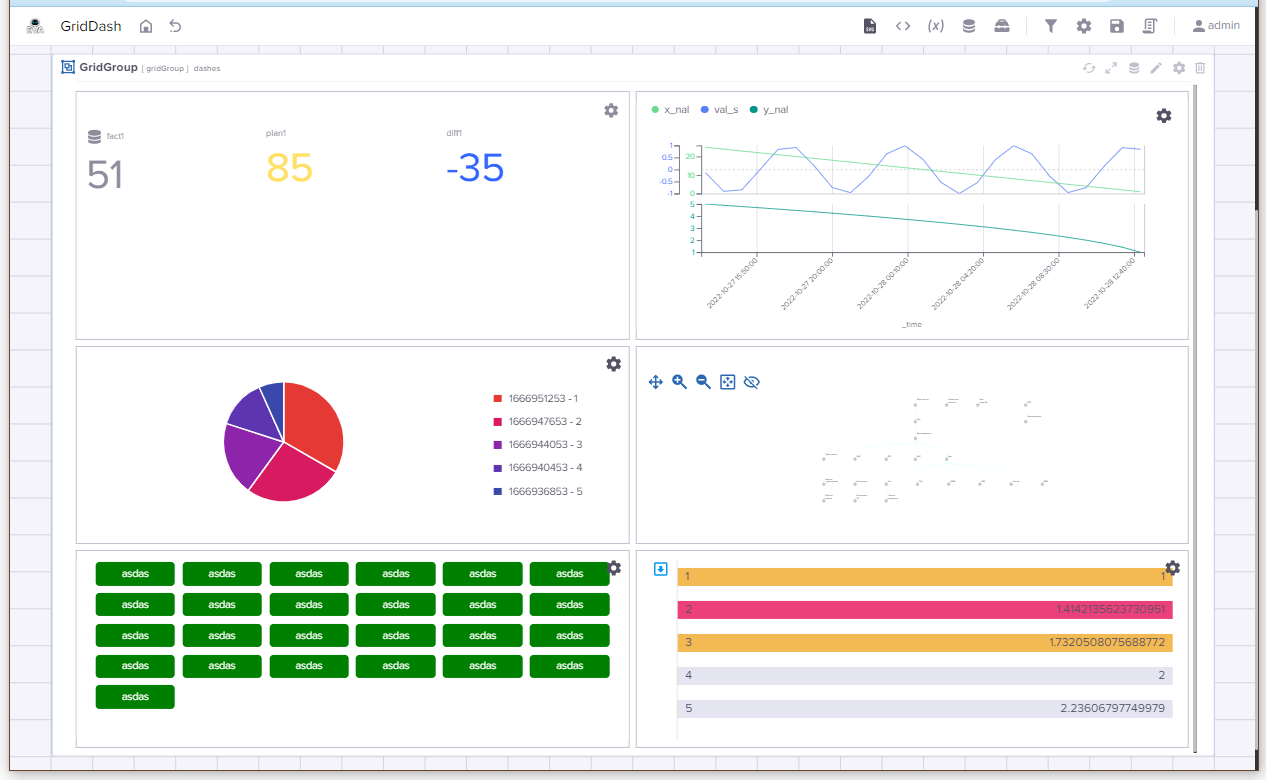 GridDash
(x)
admin
GridGroup [ gridGroup ] dashes
fact1 plan1 diff1
51 85 -35
x_nal val_s y_nal
1
0.5
0
-0.5
-1
20
10
0
5
4
3
2
1
2022-10-27 15:50:00
2022-10-27 20:00:00
2022-10-28 00:10:00
2022-10-28 04:20:00
2022-10-28 08:30:00
2022-10-28 12:40:00
_time
1666951253 - 1
1666947653 - 2
1666944053 - 3
1666940453 - 4
1666936853 - 5
asdas asdas asdas asdas asdas asdas
asdas asdas asdas asdas asdas asdas
asdas asdas asdas asdas asdas asdas
asdas asdas asdas asdas asdas asdas
asdas
1 1
2 1.4142135623730951
3 1.7320508075688772
4 2
5 2.23606797749979